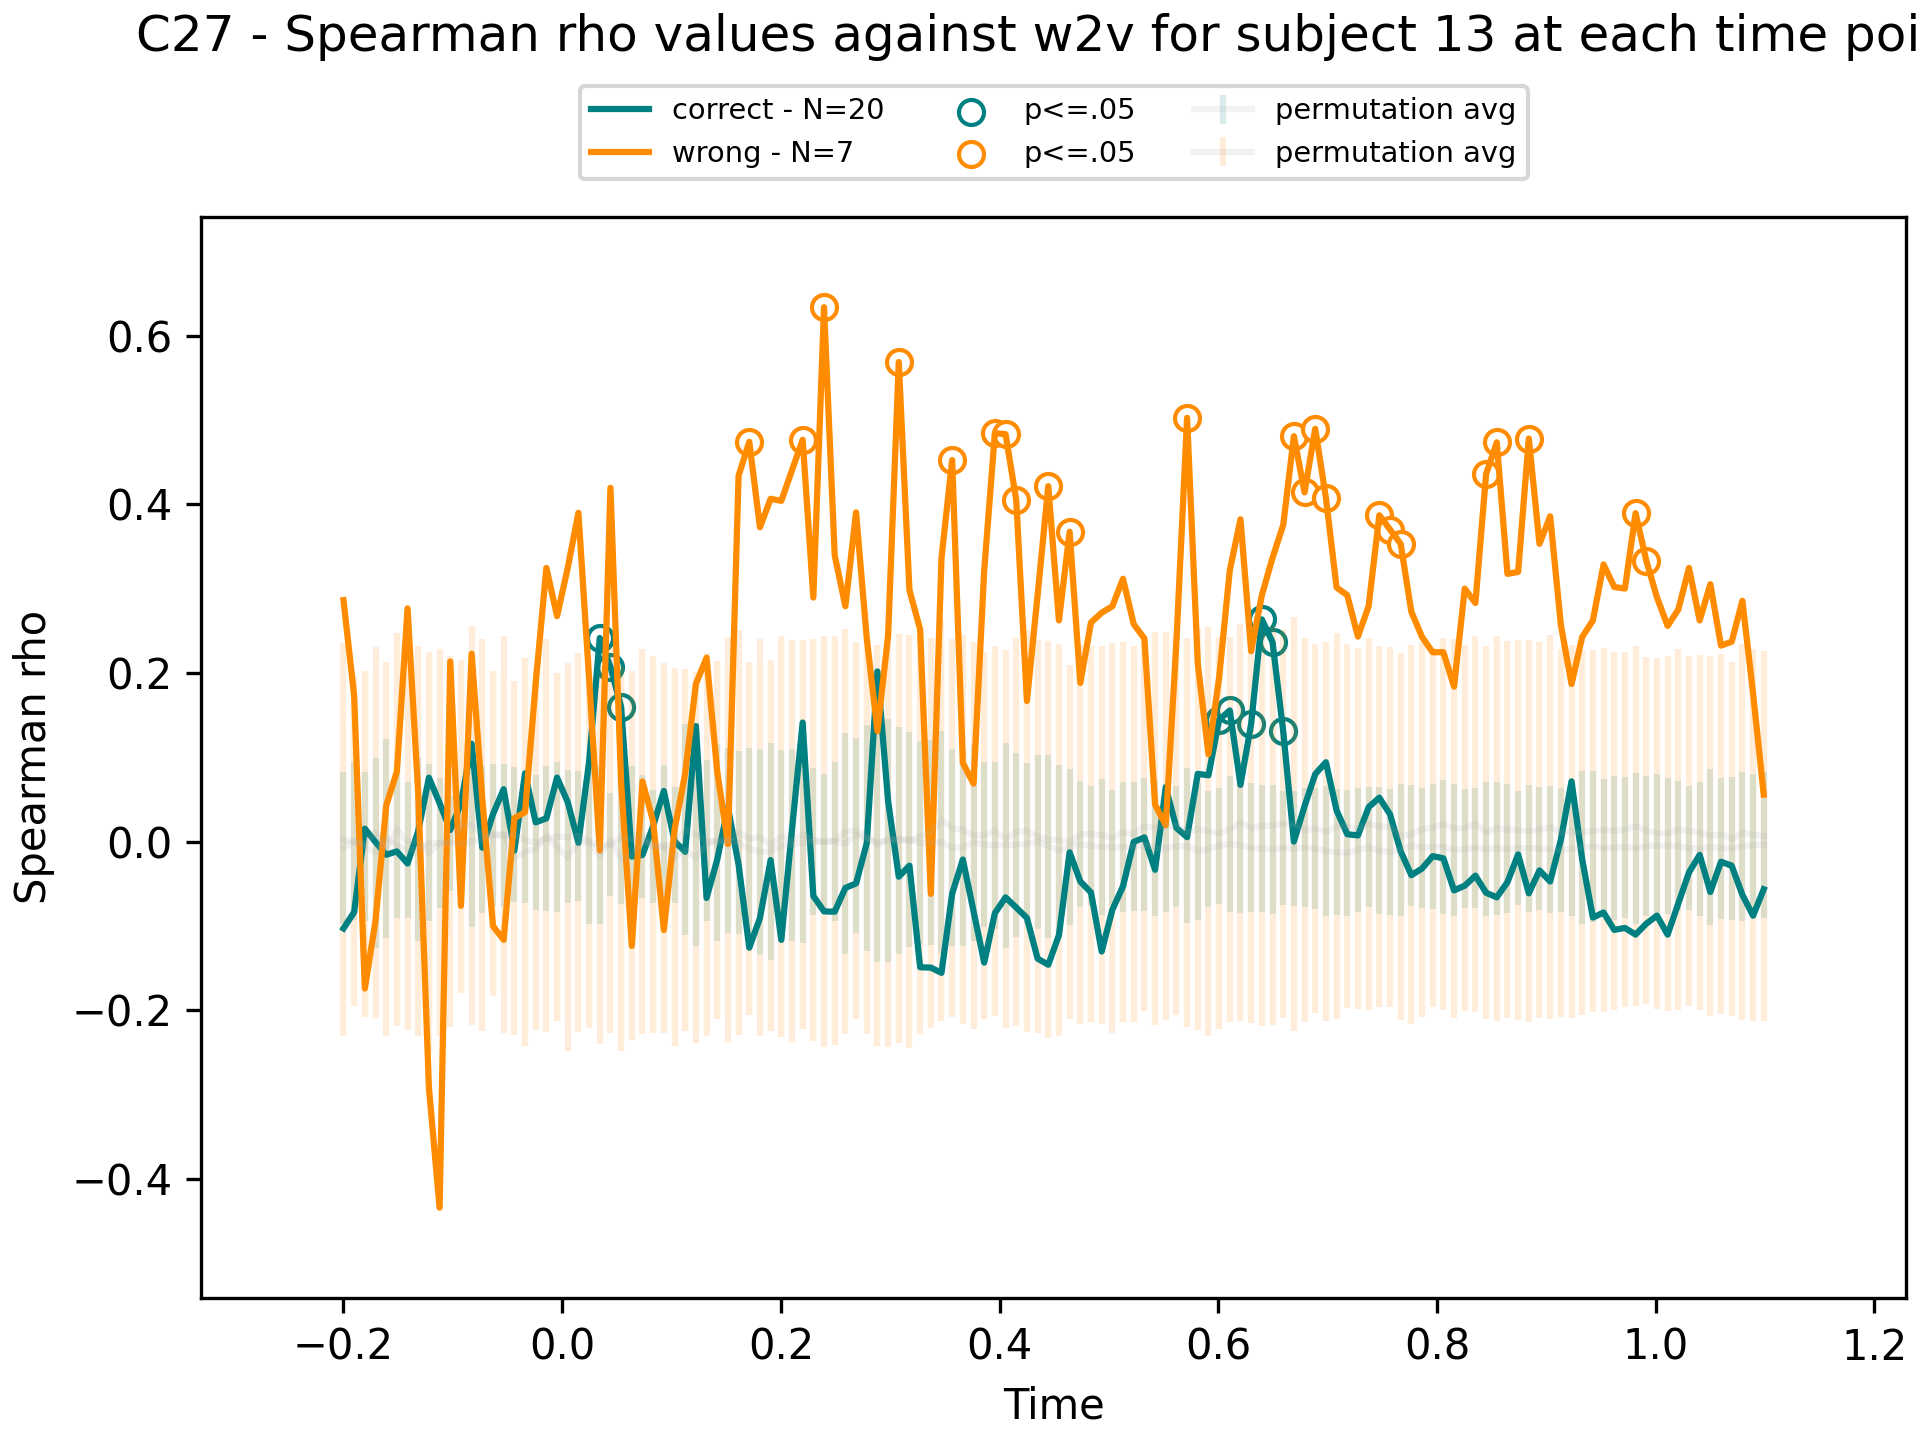 C27 - Spearman rho values against w2v for subject 13 at each time poi
correct - N=20 p<=.05 permutation avg
wrong - N=7 p<=.05 permutation avg
0.6
0.4
0.2
0.0
−0.2
−0.4
Spearman rho
−0.2 0.0 0.2 0.4 0.6 0.8 1.0 1.2
Time